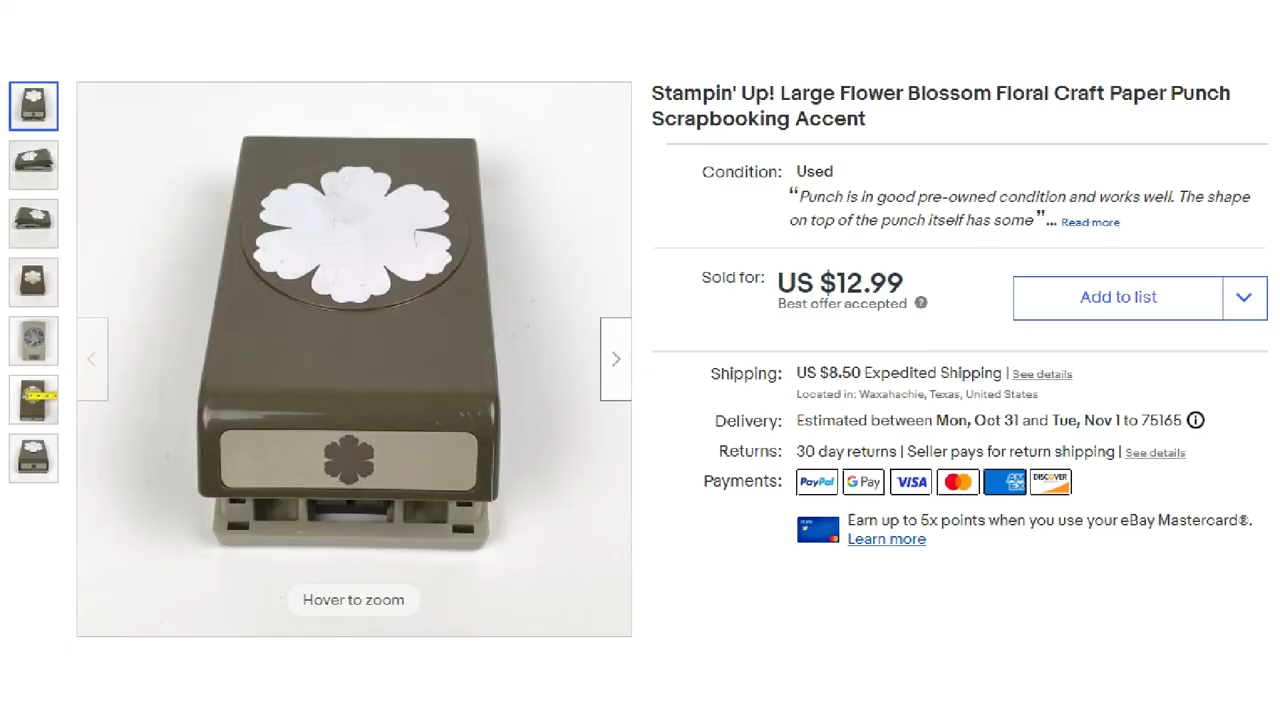 Stampin' Up! Large Flower Blossom Floral Craft Paper Punch
Scrapbooking Accent
Condition: Used
“Punch is in good pre-owned condition and works well. The shape
on top of the punch itself has some ”... Read more
Sold for: US $12.99
Best offer accepted
Add to list
Shipping: US $8.50 Expedited Shipping | See details
Located in: Waxahachie, Texas, United States
Delivery: Estimated between Mon, Oct 31 and Tue, Nov 1 to 75165
Returns: 30 day returns | Seller pays for return shipping | See details
Payments: PayPal G Pay VISA AM EX DISCOVER
Earn up to 5x points when you use your eBay Mastercard®.
Learn more
Hover to zoom